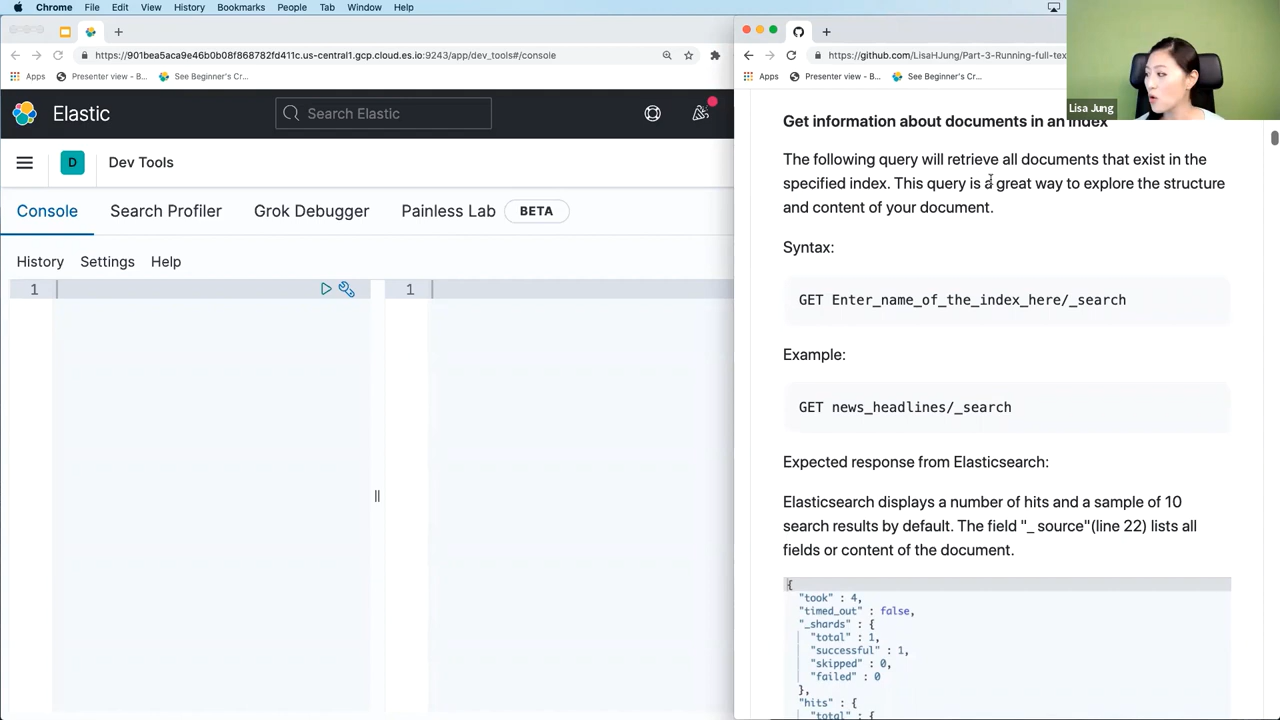 Chrome File Edit View History Bookmarks People Tab Window Help
https://901bea5aca9e46b0b08f868782fd411c.us-central1.gcp.cloud.es.io:9243/app/dev_tools#/console
Apps Presenter view - B... See Beginner's Cr...
Elastic
Search Elastic
D Dev Tools
Console Search Profiler Grok Debugger Painless Lab BETA
History Settings Help
1
1
https://github.com/LisaHJung/Part-3-Running-full-tex
Apps Presenter view - B... See Beginner's Cr...
Lisa Jung
Get information about documents in an index
The following query will retrieve all documents that exist in the
specified index. This query is a great way to explore the structure
and content of your document.
Syntax:
GET Enter_name_of_the_index_here/_search
Example:
GET news_headlines/_search
Expected response from Elasticsearch:
Elasticsearch displays a number of hits and a sample of 10
search results by default. The field "_ source"(line 22) lists all
fields or content of the document.
{
"took" : 4,
"timed_out" : false,
"_shards" : {
"total" : 1,
"successful" : 1,
"skipped" : 0,
"failed" : 0
},
"hits" : {
"total" : {